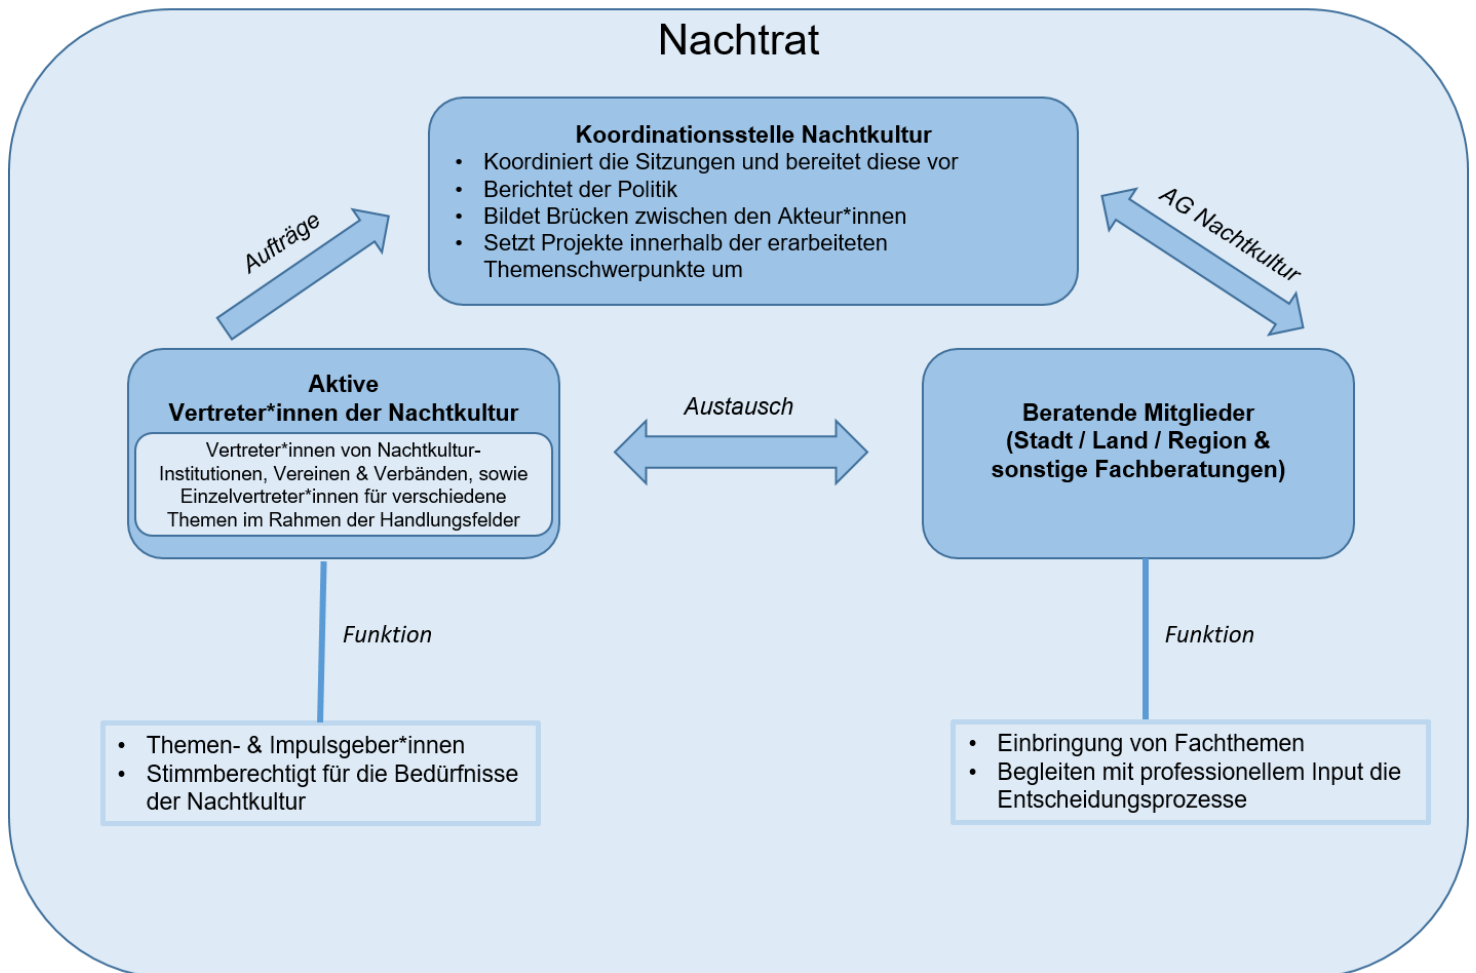 Nachtrat
Koordinationsstelle Nachtkultur
• Koordiniert die Sitzungen und bereitet diese vor
• Berichtet der Politik
• Bildet Brücken zwischen den Akteur*innen
• Setzt Projekte innerhalb der erarbeiteten
Themenschwerpunkte um
Aufträge
AG Nachtkultur
Aktive
Vertreter*innen der Nachtkultur
Vertreter*innen von Nachtkultur-
Institutionen, Vereinen & Verbänden, sowie
Einzelvertreter*innen für verschiedene
Themen im Rahmen der Handlungsfelder
Austausch
Beratende Mitglieder
(Stadt / Land / Region &
sonstige Fachberatungen)
Funktion
Funktion
• Themen- & Impulsgeber*innen
• Stimmberechtigt für die Bedürfnisse
der Nachtkultur
• Einbringung von Fachthemen
• Begleiten mit professionellem Input die
Entscheidungsprozesse